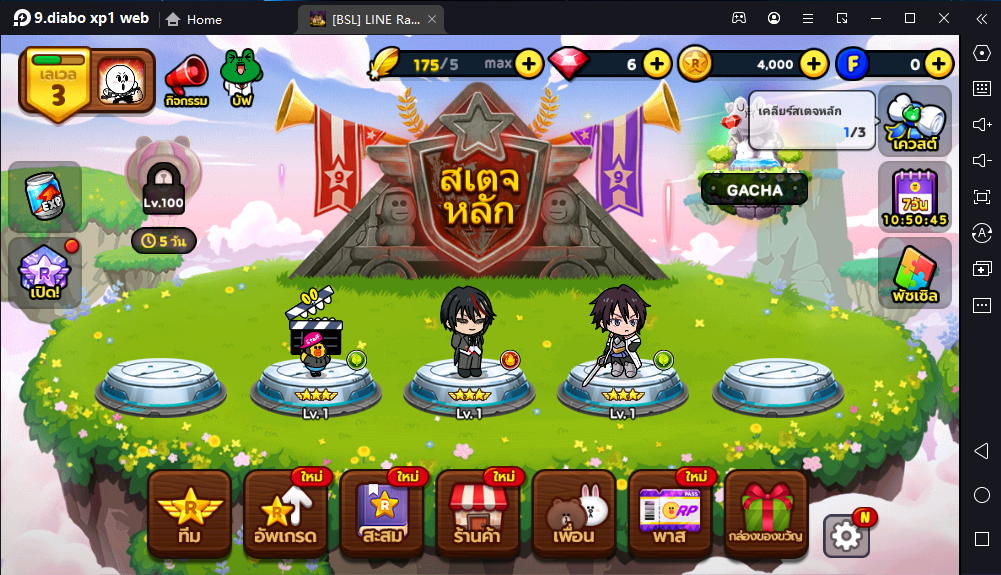 9.diabo xp1 web
Home
[BSL] LINE Ra...
เลเวล
3
กิจกรรม
บัฟ
175/5
max
6
R
4,000
F
0
เคลียร์สเตจหลัก
1/3
เควสต์
9
9
สเตจ
หลัก
GACHA
Lv.100
5 วัน
EXP
R
เปิด!
7วัน
10:50:45
พัซเซิล
STAFF
Lv.1
Lv.1
Lv.1
R
ทีม
ใหม่
R
อัพเกรด
ใหม่
R
สะสม
ใหม่
ร้านค้า
เพื่อน
ใหม่
PASS
RP
พาส
กล่องของขวัญ
N